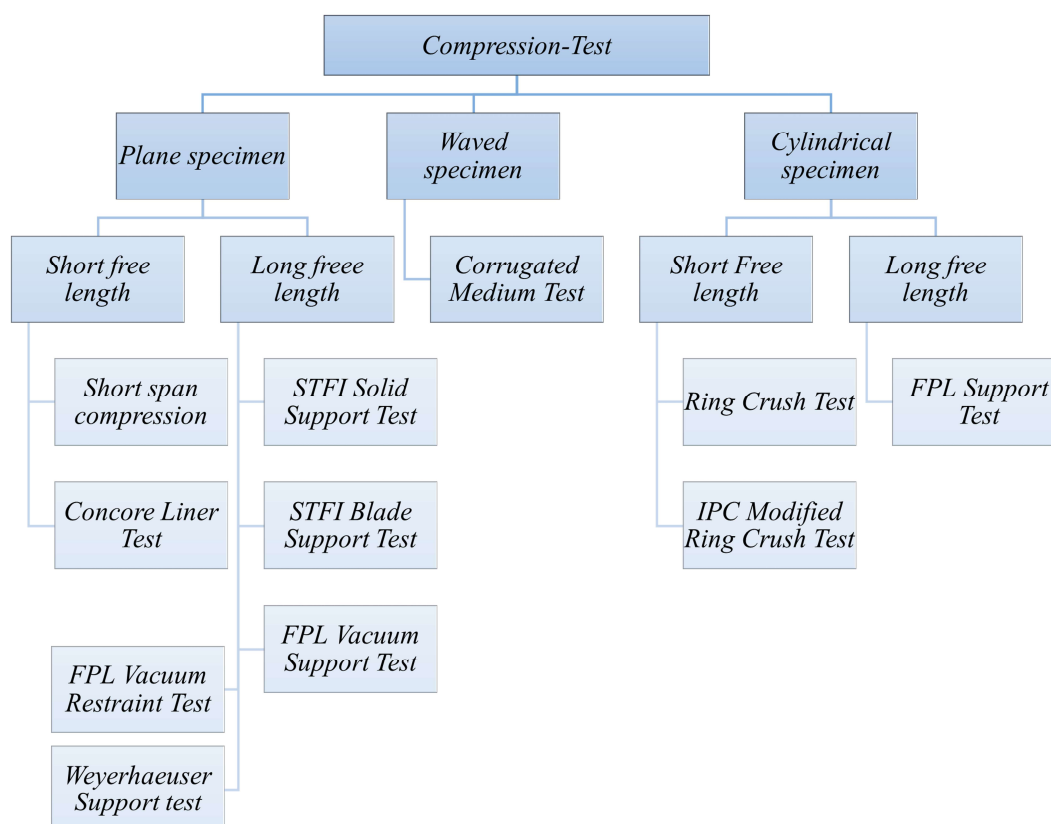 Compression-Test
Plane specimen
Waved
specimen
Cylindrical
specimen
Short free
length
Long freee
length
Corrugated
Medium Test
Short Free
length
Long free
length
Short span
compression
STFI Solid
Support Test
Ring Crush Test
FPL Support
Test
Concore Liner
Test
STFI Blade
Support Test
IPC Modified
Ring Crush Test
FPL Vacuum
Support Test
FPL Vacuum
Restraint Test
Weyerhaeuser
Support test